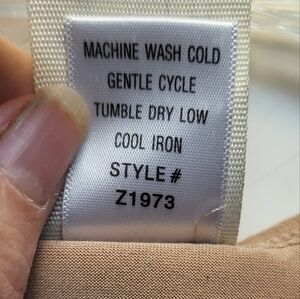 MACHINE WASH COLD
GENTLE CYCLE
TUMBLE DRY LOW
COOL IRON
STYLE #
Z1973